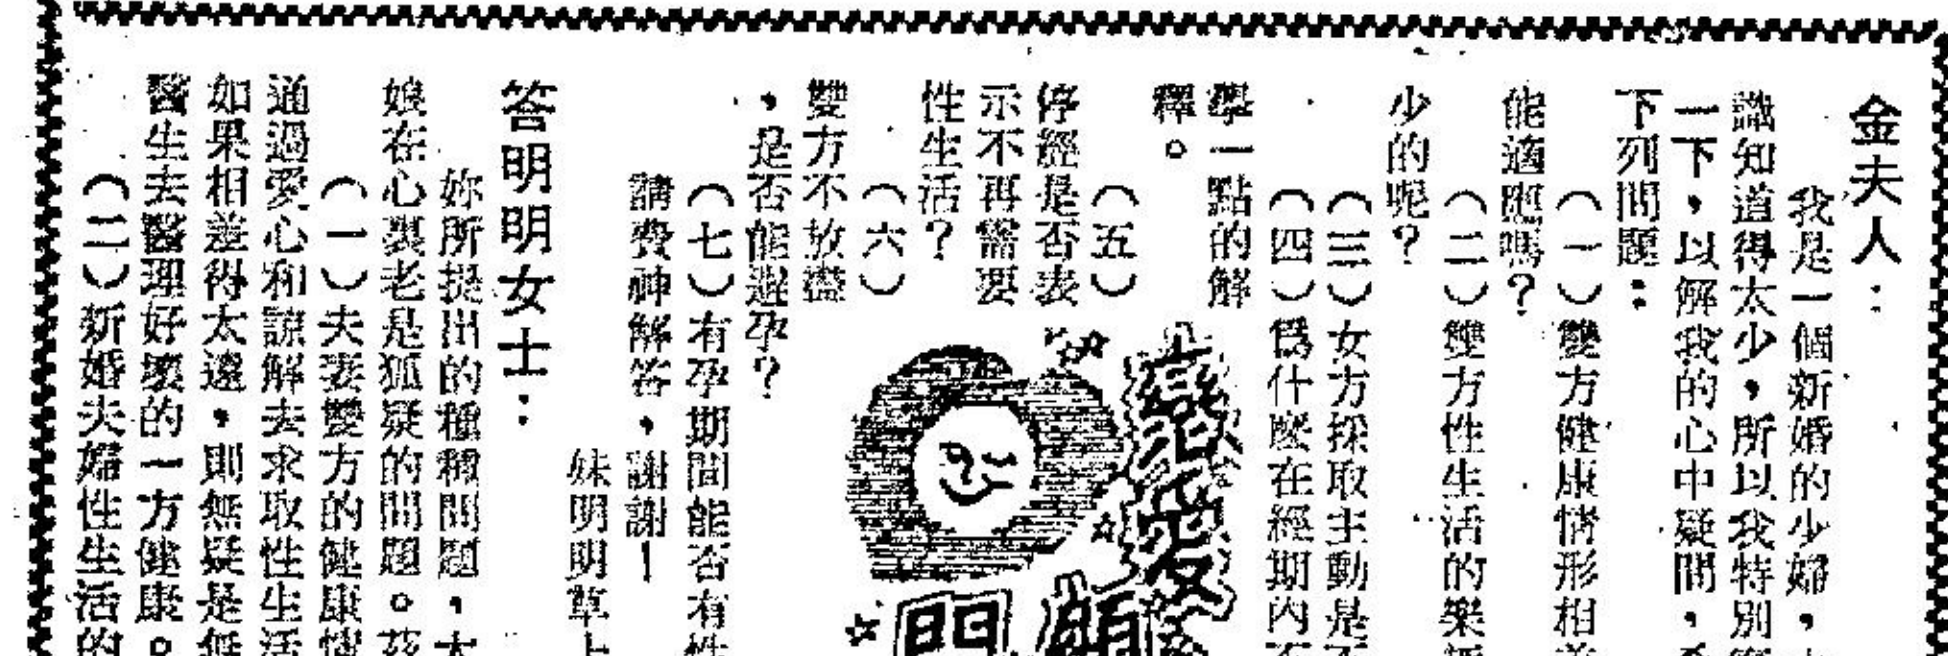 金夫人：
我是一個新婚的少婦，
識知道得太少，所以我特別
一下，以解我的心中疑問，
下列問題：
（一）雙方健康情形相
能適應嗎？
（二）雙方性生活的樂
少的呢？
（三）女方採取主動是
（四）爲什麼在經期內
學一點的解
釋。
（五）
停經是否表
示不再需要
性生活？
（六）
雙方不放盡
，是否能避孕？
（七）有孕期間能否有性
請費神解答，謝謝！
妹明明草上
戀愛顧問
答明明女士：
妳所提出的種種問題，大
娘在心裏老是狐疑的問題。茲
（一）夫妻雙方的健康情
通過愛心和諒解去求取性生活
如果相差得太遠，則無疑是無
醫生去醫理好壞的一方健康。
（二）新婚夫婦性生活的